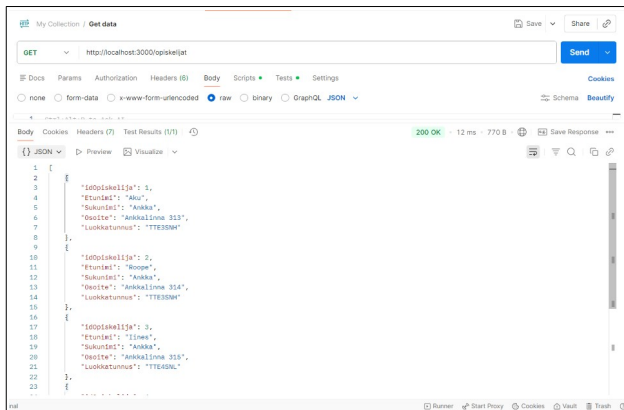 My Collection / Get data
Save
Share
GET
http://localhost:3000/opiskelijat
Send
Docs Params Authorization Headers (6) Body Scripts Tests Settings
Cookies
none form-data x-www-form-urlencoded raw binary GraphQL JSON
Schema Beautify
1
Body Cookies Headers (7) Test Results (1/1)
200 OK 12 ms 770 B Save Response
{} JSON Preview Visualize
1 [
2 {
3 "idOpiskelija": 1,
4 "Etunimi": "Aku",
5 "Sukunimi": "Ankka",
6 "Osoite": "Ankkalinna 313",
7 "Luokkatunnus": "TTE3SNH"
8 },
9 {
10 "idOpiskelija": 2,
11 "Etunimi": "Roope",
12 "Sukunimi": "Ankka",
13 "Osoite": "Ankkalinna 314",
14 "Luokkatunnus": "TTE3SNH"
15 },
16 {
17 "idOpiskelija": 3,
18 "Etunimi": "Iines",
19 "Sukunimi": "Ankka",
20 "Osoite": "Ankkalinna 315",
21 "Luokkatunnus": "TTE4SNL"
22 },
23 {
Runner Start Proxy Cookies Vault Trash